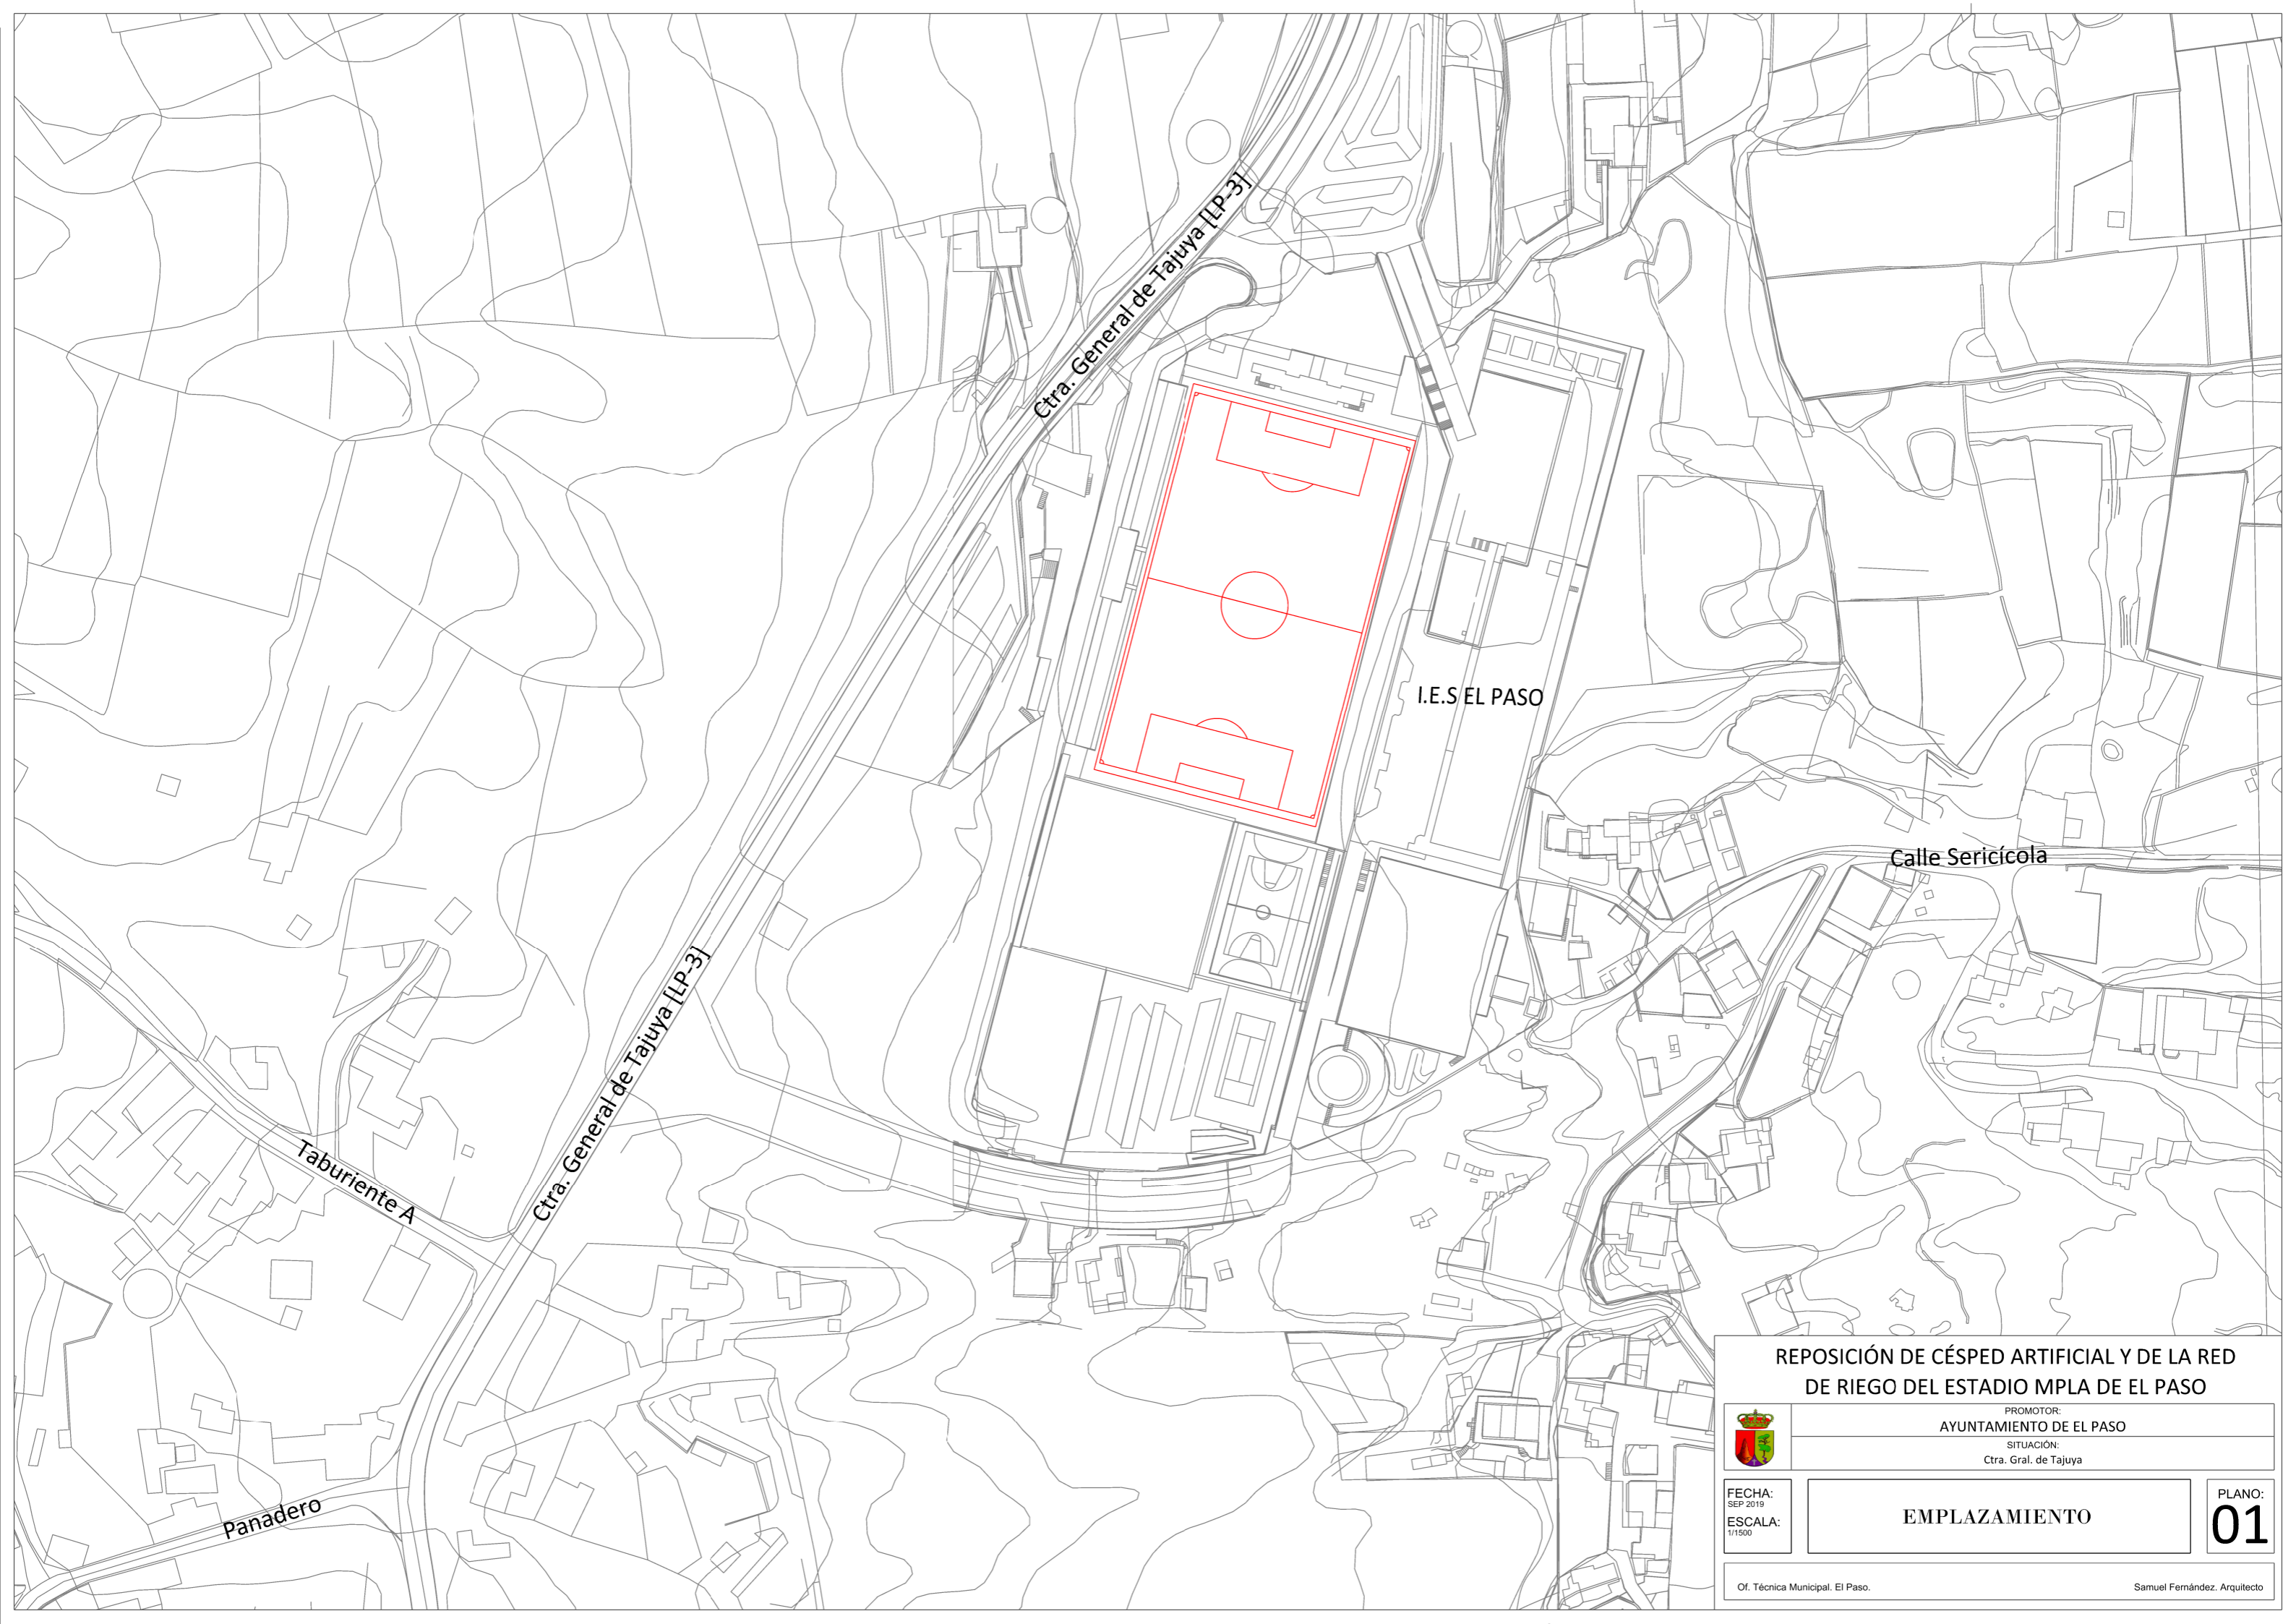 Ctra. General de Tajuya [LP-3]
I.E.S EL PASO
Calle Sericícola
Ctra. General de Tajuya [LP-3]
Taburiente A
Panadero
REPOSICIÓN DE CÉSPED ARTIFICIAL Y DE LA RED
DE RIEGO DEL ESTADIO MPLA DE EL PASO
PROMOTOR:
AYUNTAMIENTO DE EL PASO
SITUACIÓN:
Ctra. Gral. de Tajuya
FECHA:
SEP 2019
ESCALA:
1/1500
EMPLAZAMIENTO
PLANO:
01
Of. Técnica Municipal. El Paso.
Samuel Fernández. Arquitecto